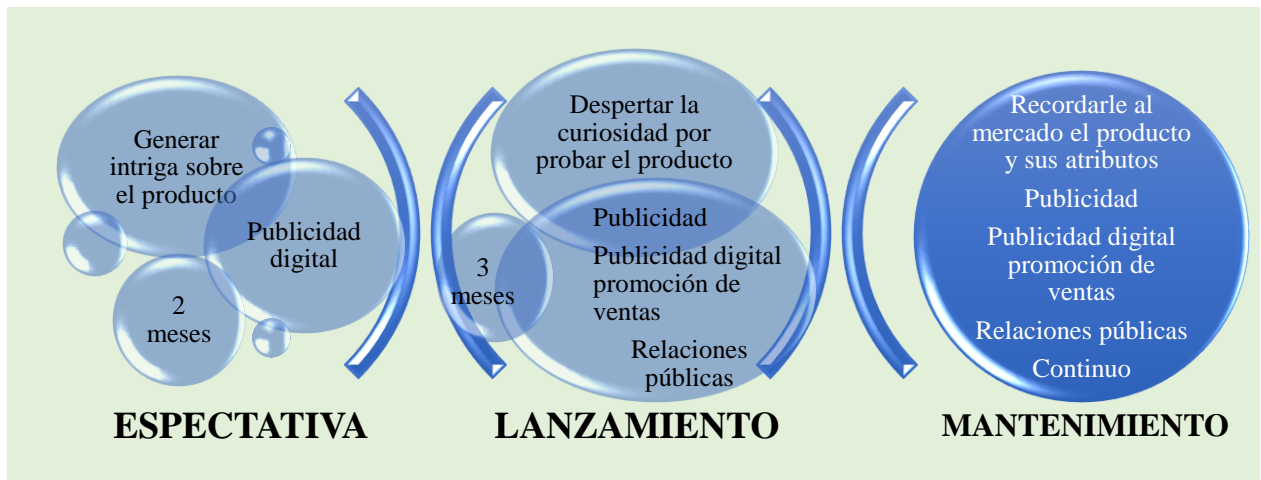 Generar
intriga sobre
el producto
Publicidad
digital
2
meses
ESPECTATIVA
Despertar la
curiosidad por
probar el producto
Publicidad
Publicidad digital
promoción de
ventas
Relaciones
públicas
3
meses
LANZAMIENTO
Recordarle al
mercado el producto
y sus atributos
Publicidad
Publicidad digital
promoción de
ventas
Relaciones públicas
Continuo
MANTENIMIENTO